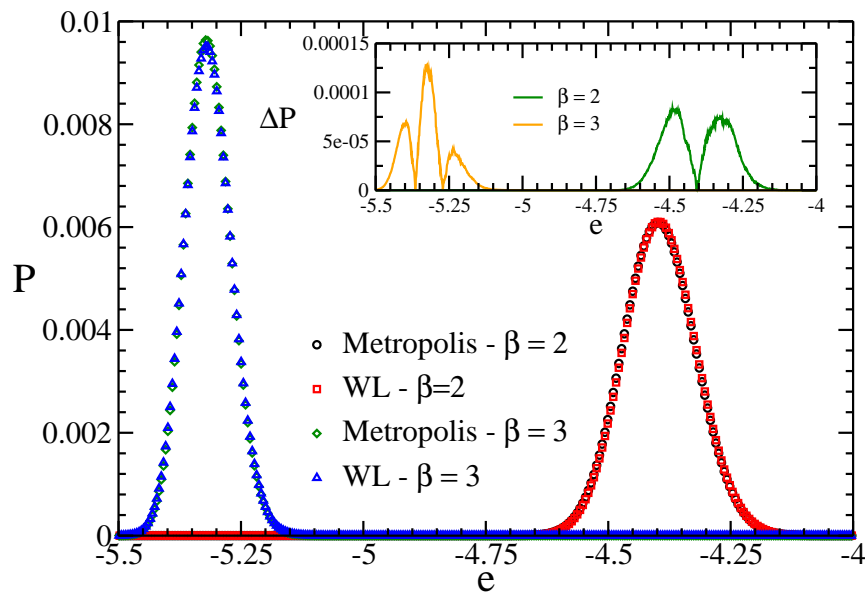 0.01
0.008
0.006
0.004
0.002
0
P
-5.5 -5.25 -5 -4.75 -4.5 -4.25 -4
e
0.00015
0.0001
5e-05
0
ΔP
β = 2
β = 3
-5.5 -5.25 -5 -4.75 -4.5 -4.25 -4
e
Metropolis - β = 2
WL - β=2
Metropolis - β = 3
WL - β = 3